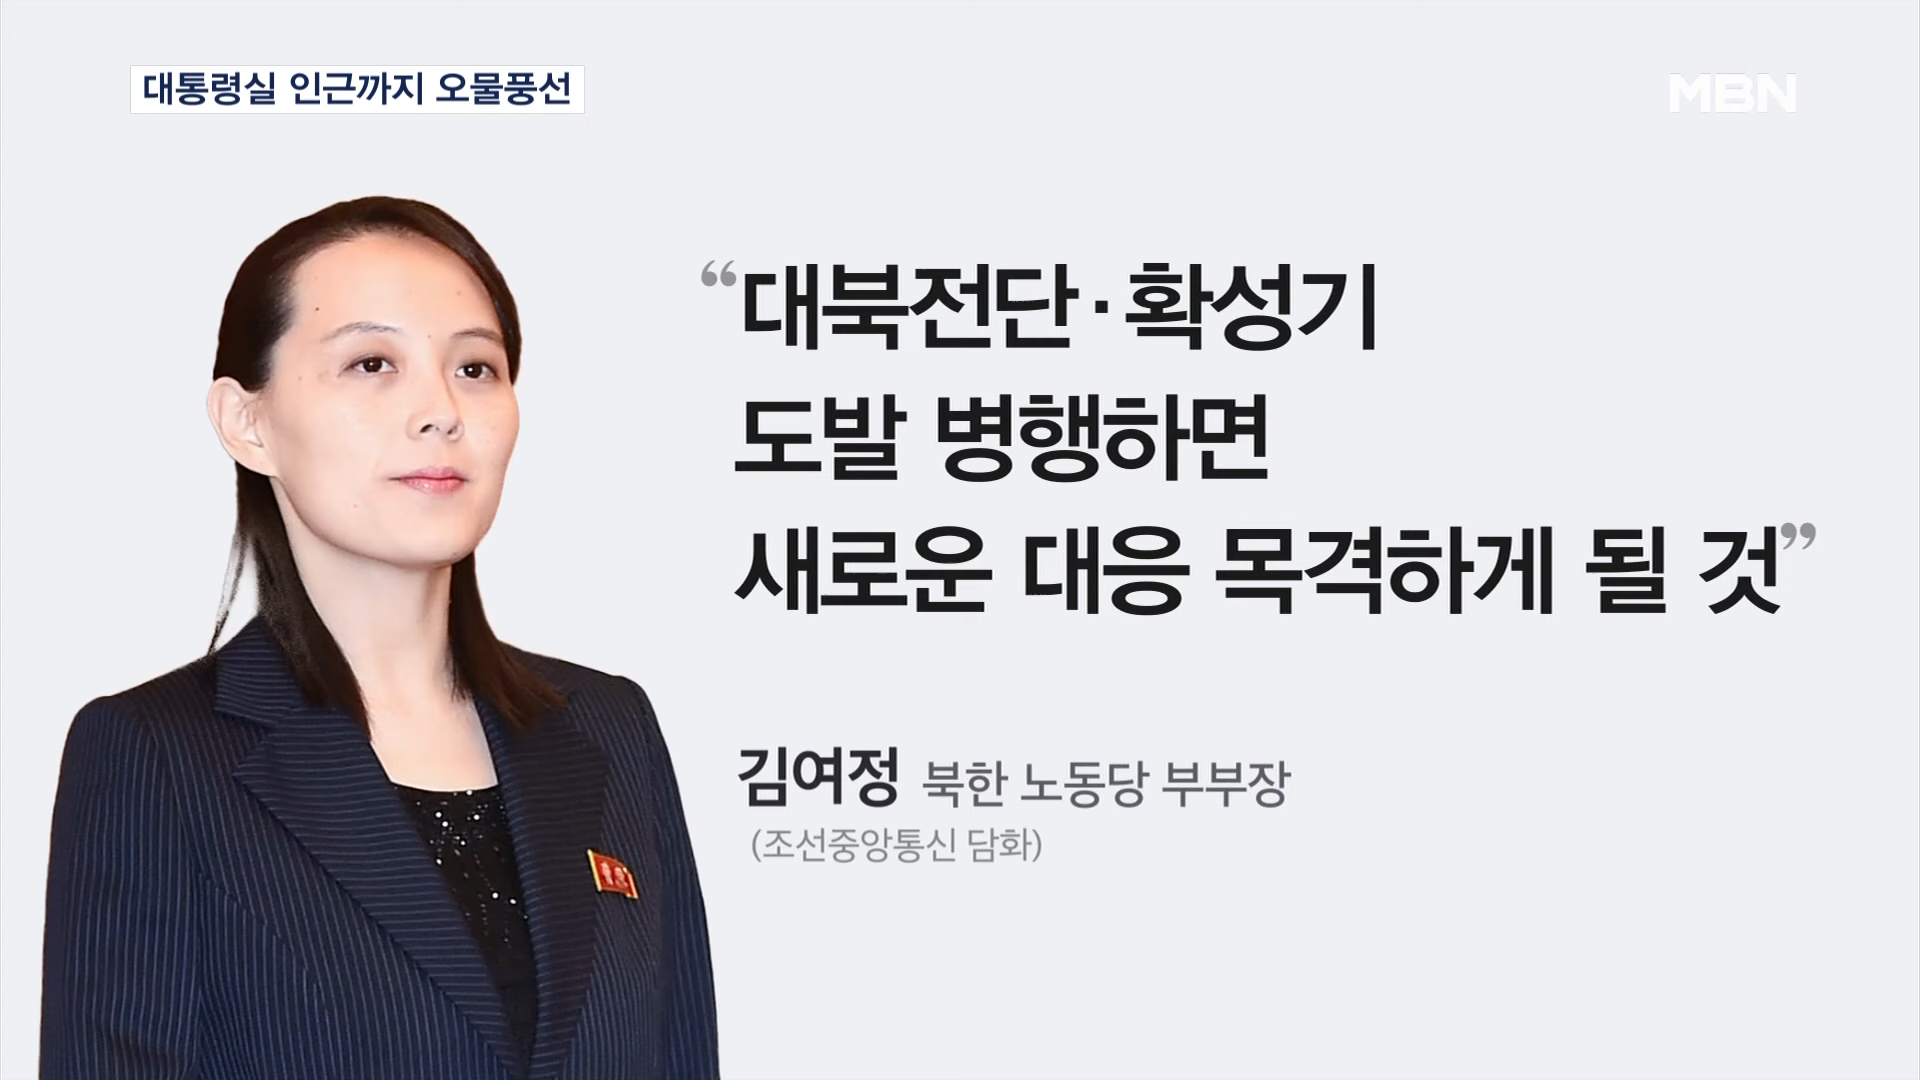 대통령실 인근까지 오물풍선
MBN
“대북전단·확성기
도발 병행하면
새로운 대응 목격하게 될 것”
김여정 북한 노동당 부부장
(조선중앙통신 담화)